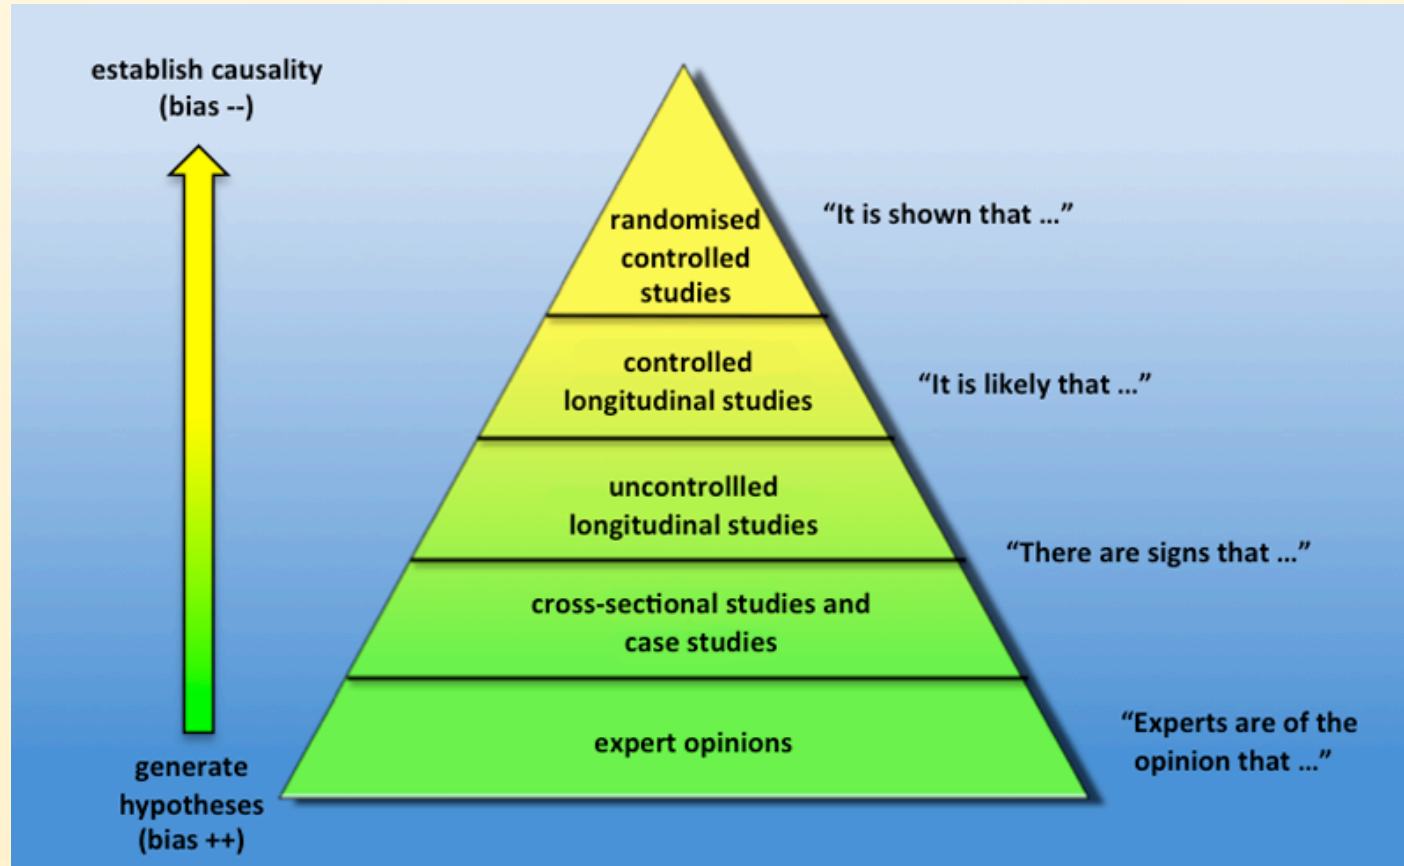 establish causality
(bias --)
randomised
controlled
studies
“It is shown that ...”
controlled
longitudinal studies
“It is likely that ...”
uncontrollled
longitudinal studies
“There are signs that ...”
cross-sectional studies and
case studies
expert opinions
“Experts are of the
opinion that ...”
generate
hypotheses
(bias ++)